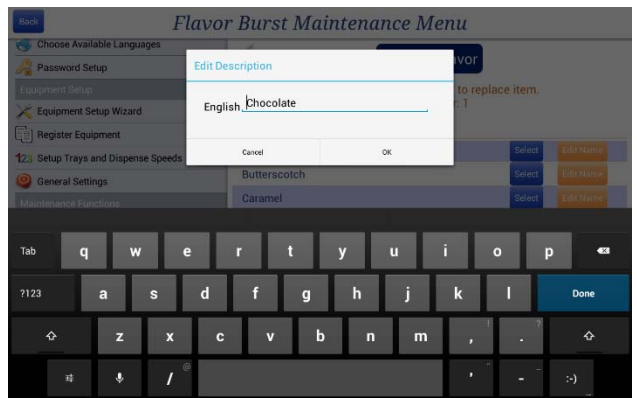 Back
Flavor Burst Maintenance Menu
Choose Available Languages
Password Setup
Equipment Setup
Equipment Setup Wizard
Register Equipment
123 Setup Trays and Dispense Speeds
General Settings
Maintenance Functions
vor
to replace item.
: 1
Edit Description
English Chocolate
Cancel OK
Select Edit Name
Butterscotch Select Edit Name
Caramel Select Edit Name
Tab q w e r t y u i o p
?123 a s d f g h j k l Done
z x c v b n m , ! . ?
/ @ ' " - _ :-)